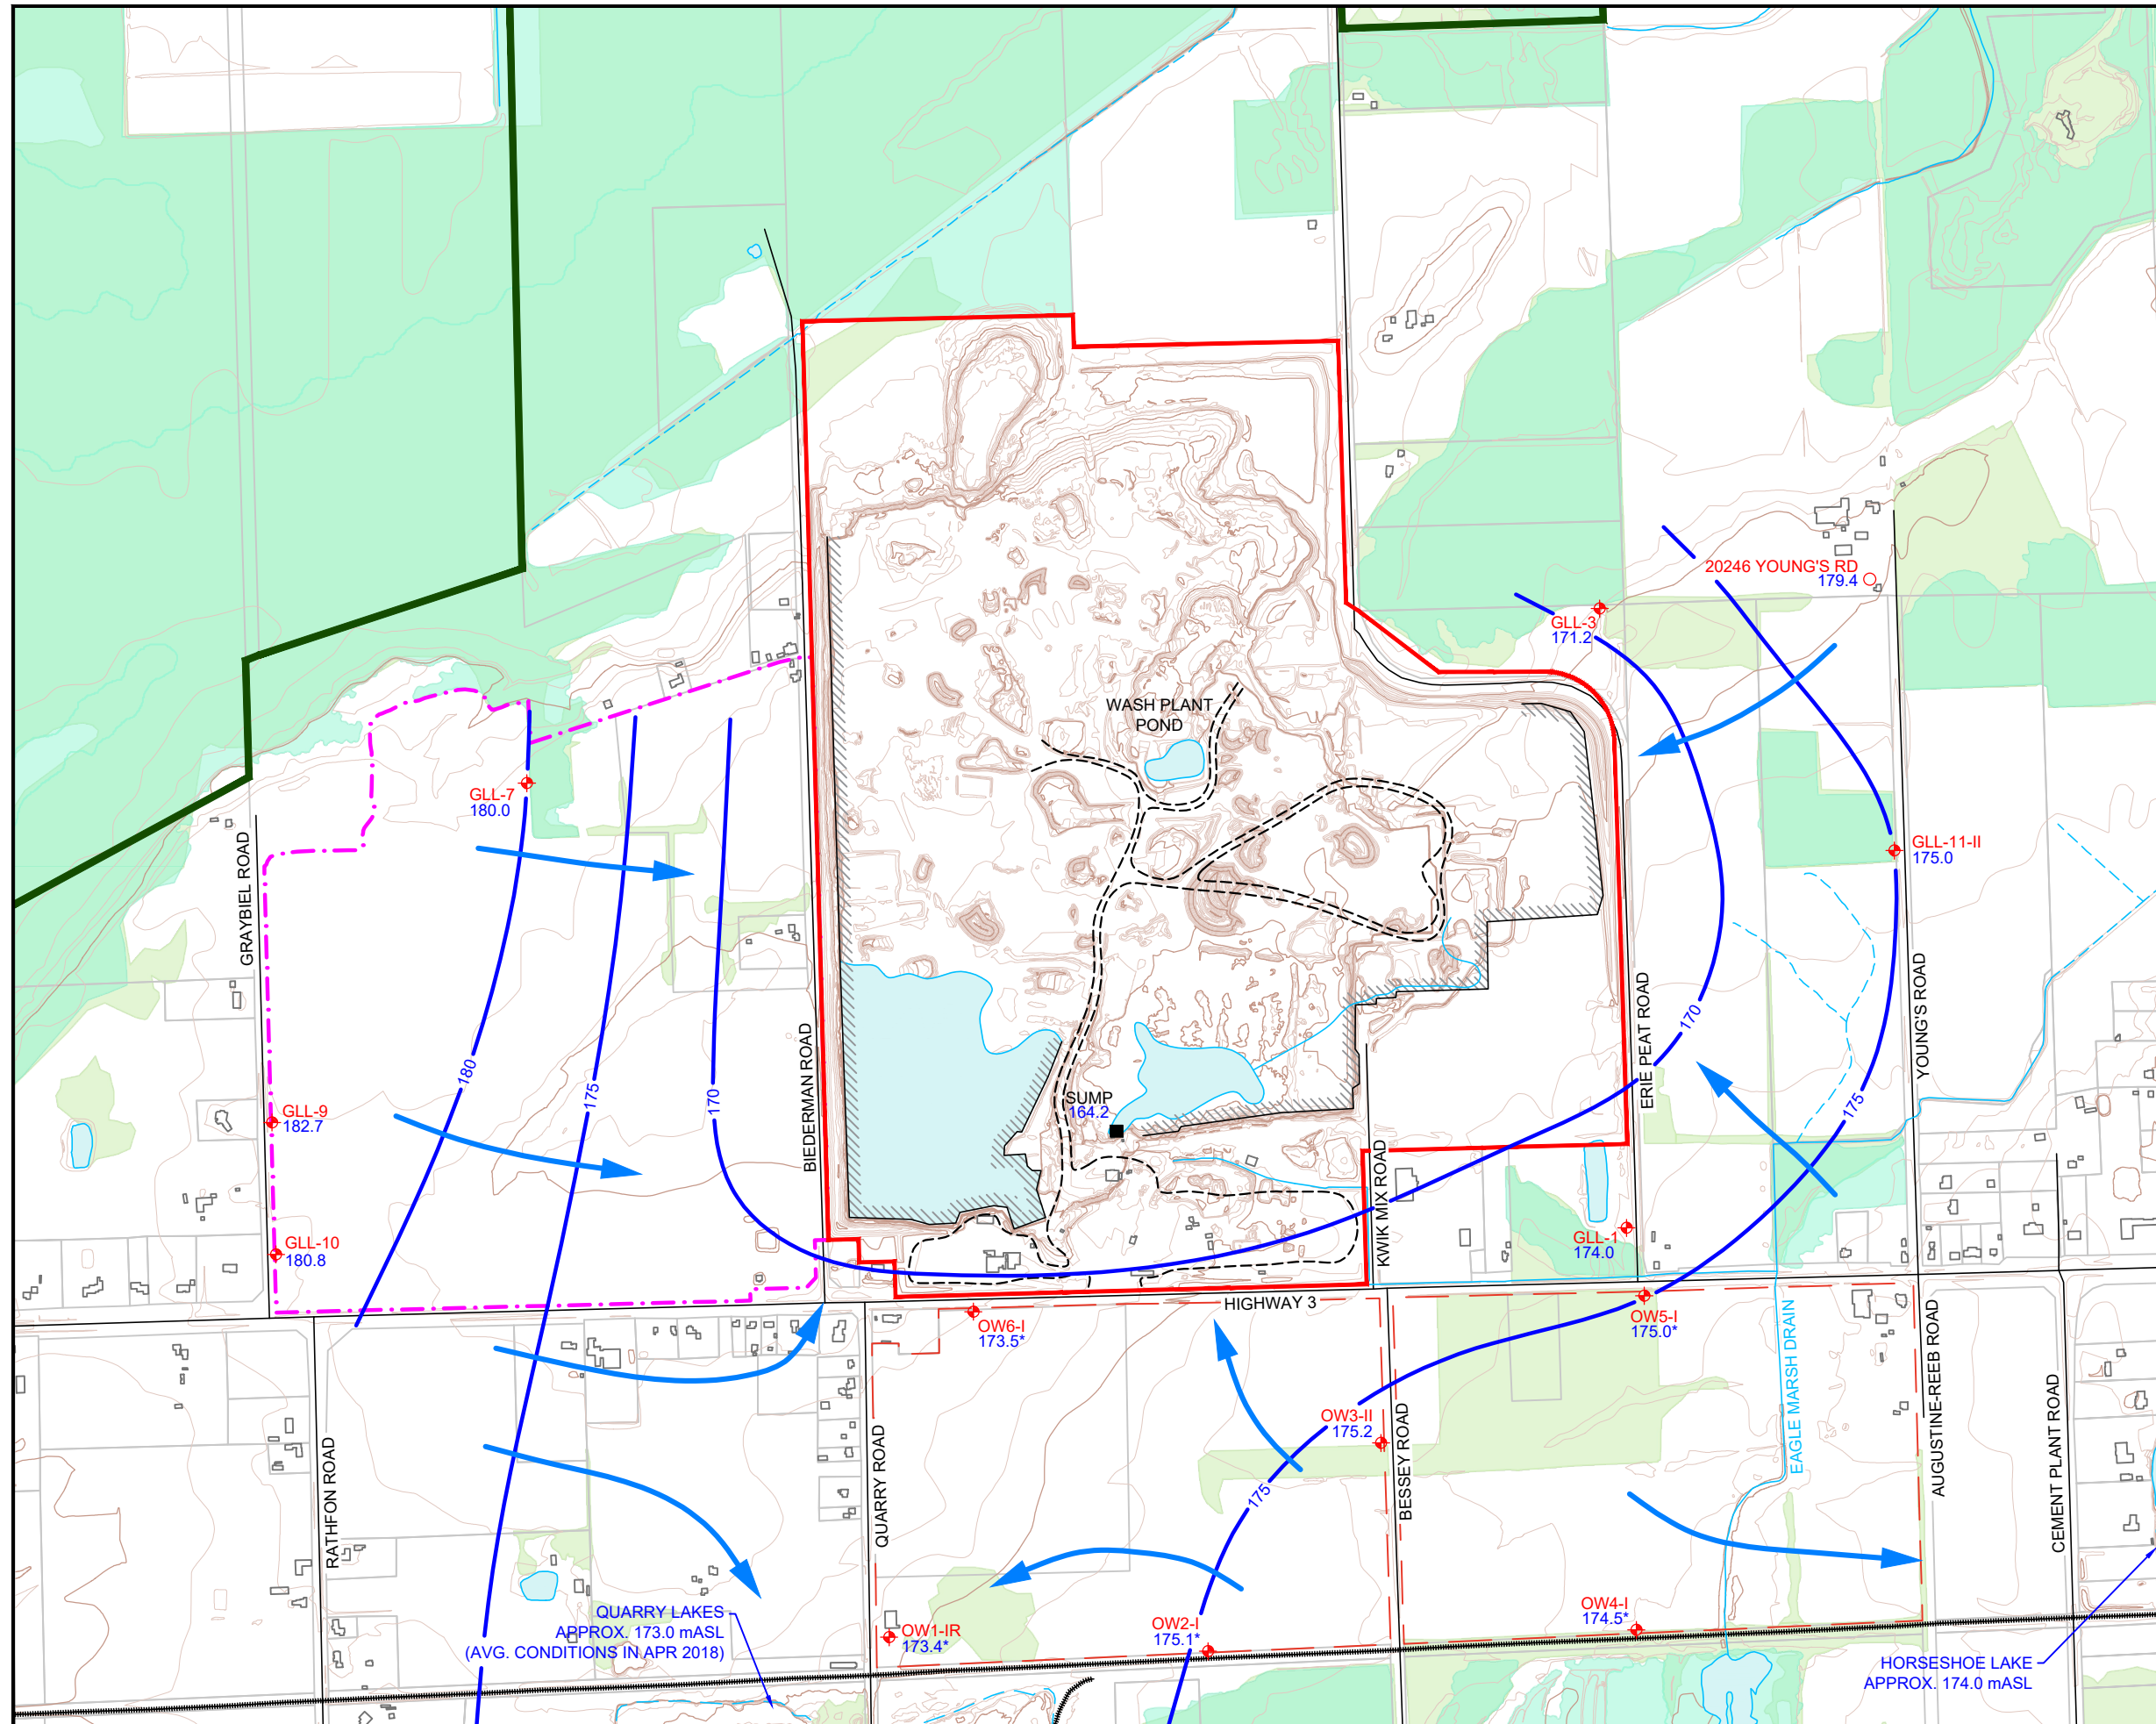 20246 YOUNG'S RD
179.4
GLL-3
171.2
WASH PLANT
POND
GLL-7
180.0
GLL-11-II
175.0
GRAYBIEL ROAD
BIEDERMAN ROAD
ERIE PEAT ROAD
YOUNG'S ROAD
170
180
175
170
175
SUMP
164.2
GLL-9
182.7
GLL-10
180.8
KWIK MIX ROAD
GLL-1
174.0
HIGHWAY 3
OW6-I
173.5*
OW5-I
175.0*
EAGLE MARSH DRAIN
AUGUSTINE-REEB ROAD
CEMENT PLANT ROAD
RATHFON ROAD
QUARRY ROAD
BESSEY ROAD
OW3-II
175.2
175
QUARRY LAKES
APPROX. 173.0 mASL
(AVG. CONDITIONS IN APR 2018)
OW1-IR
173.4*
OW2-I
175.1*
OW4-I
174.5*
HORSESHOE LAKE
APPROX. 174.0 mASL